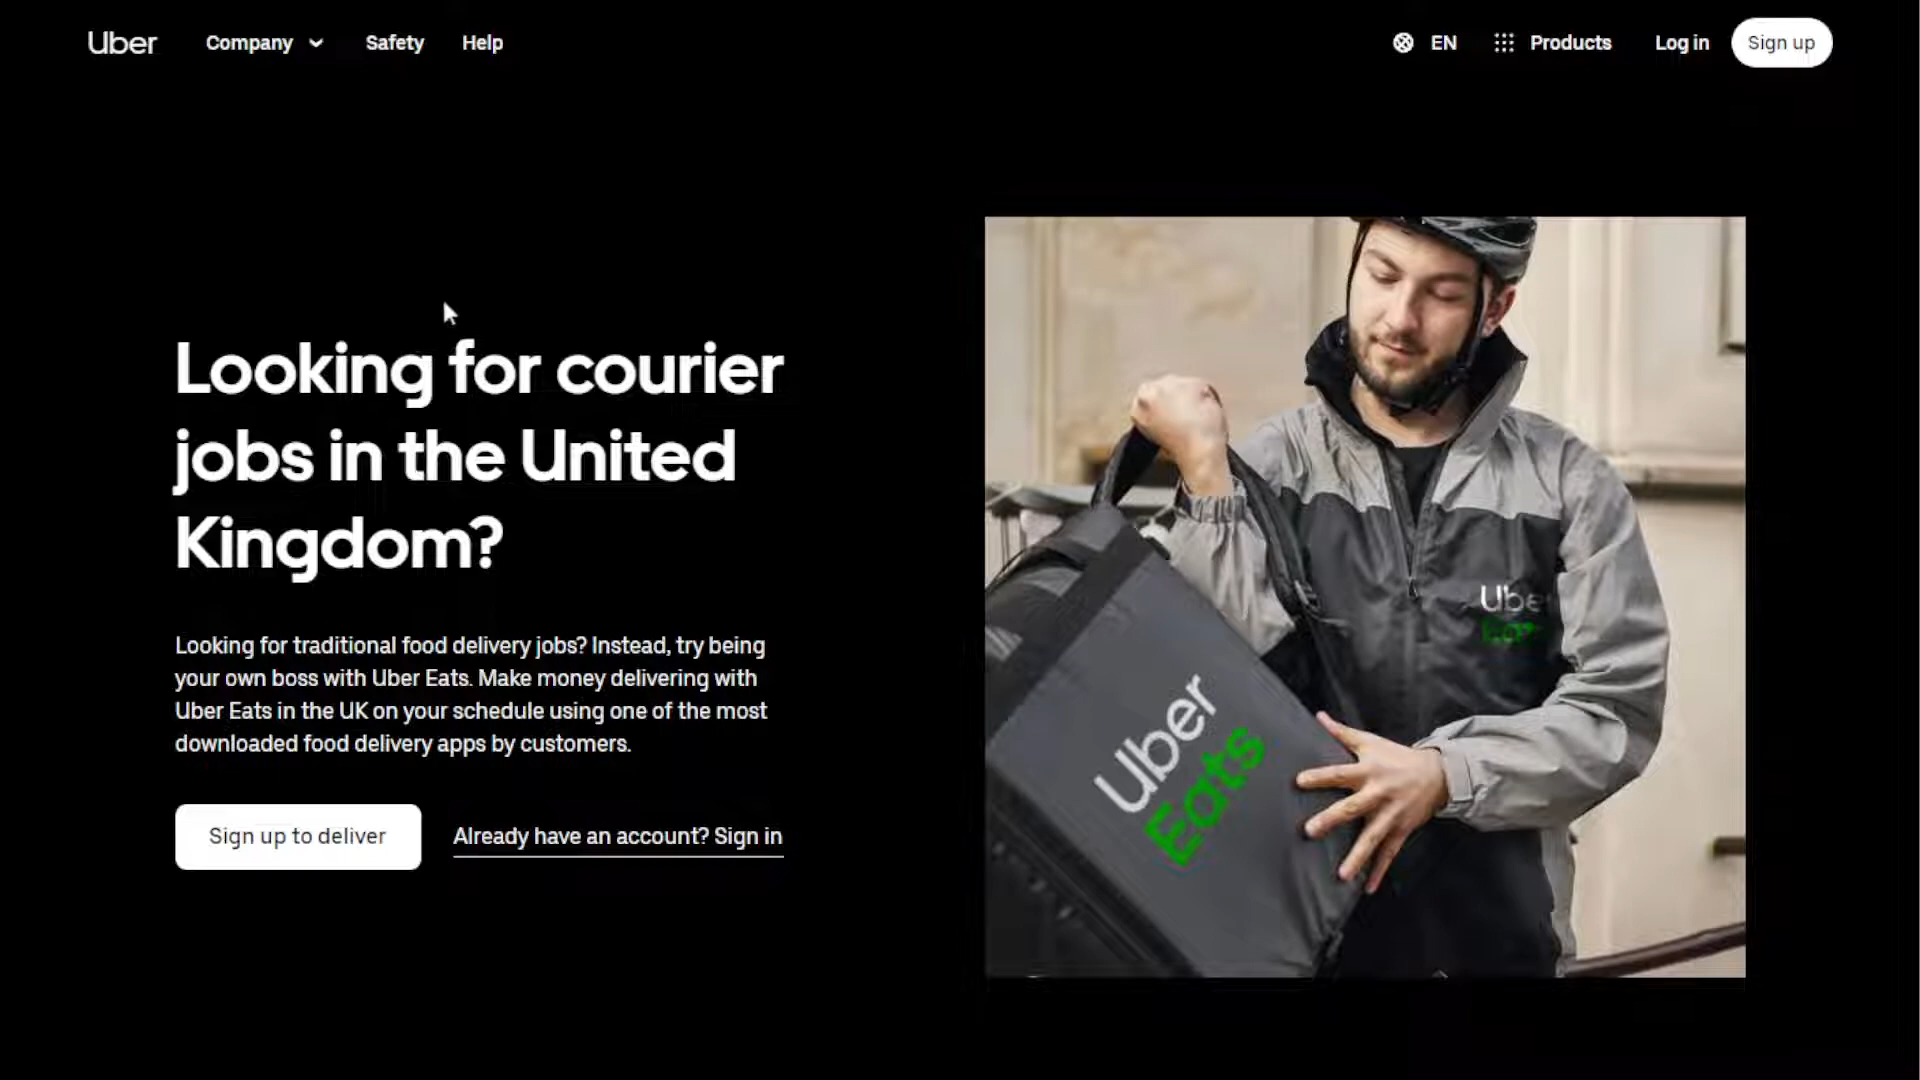 Uber Company Safety Help EN Products Log in Sign up
Looking for courier
jobs in the United
Kingdom?
Looking for traditional food delivery jobs? Instead, try being
your own boss with Uber Eats. Make money delivering with
Uber Eats in the UK on your schedule using one of the most
downloaded food delivery apps by customers.
Sign up to deliver Already have an account? Sign in
Uber
Eats